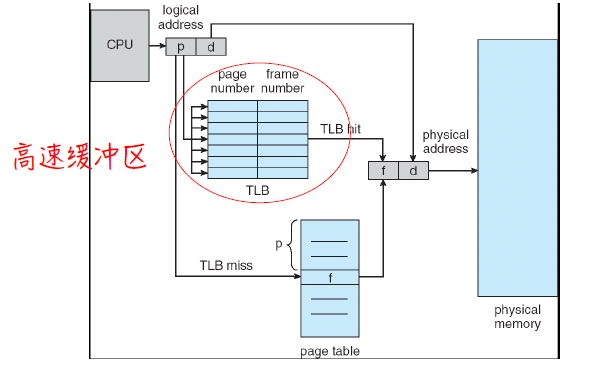 logical
address
CPU
p d
page
number
frame
number
TLB hit
physical
address
高速缓冲区
f d
TLB
p
TLB miss
f
physical
memory
page table